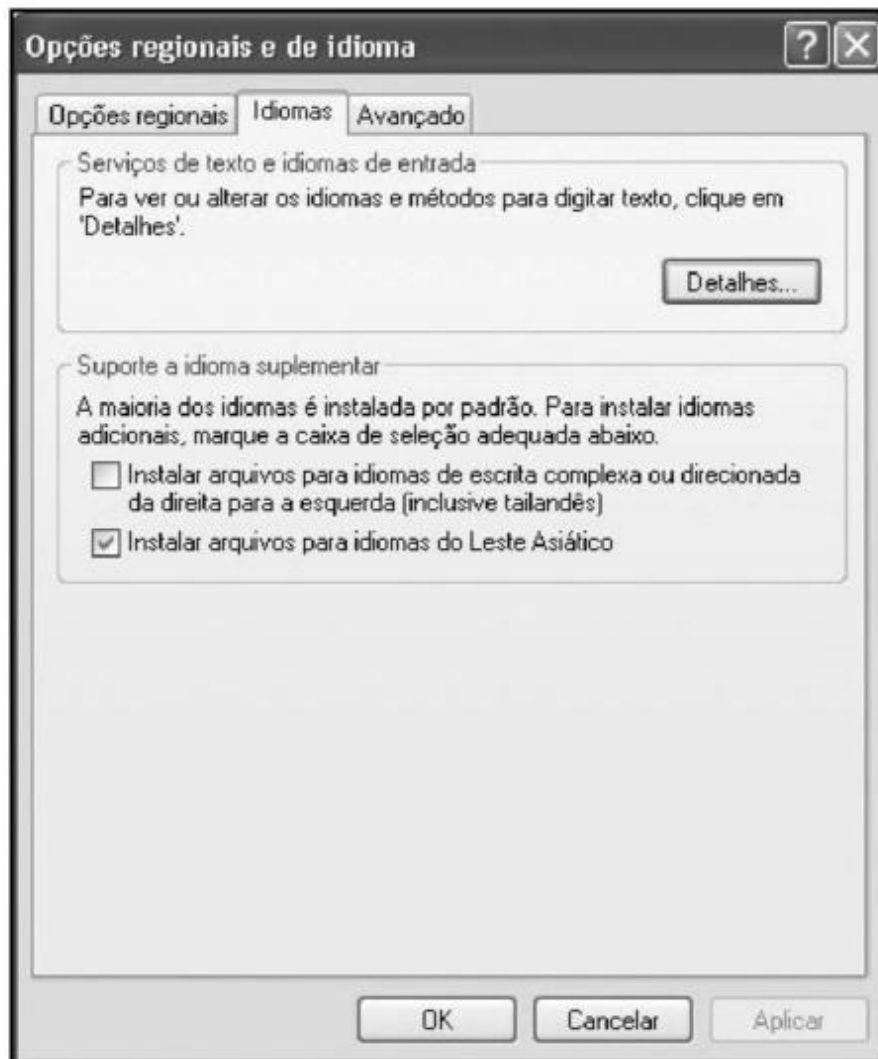 Opções regionais e de idioma
Opções regionais
Idiomas
Avançado
Serviços de texto e idiomas de entrada
Para ver ou alterar os idiomas e métodos para digitar texto, clique em
'Detalhes'.
Detalhes...
Suporte a idioma suplementar
A maioria dos idiomas é instalada por padrão. Para instalar idiomas
adicionais, marque a caixa de seleção adequada abaixo.
Instalar arquivos para idiomas de escrita complexa ou direcionada
da direita para a esquerda (inclusive tailandês)
Instalar arquivos para idiomas do Leste Asiático
OK
Cancelar
Aplicar